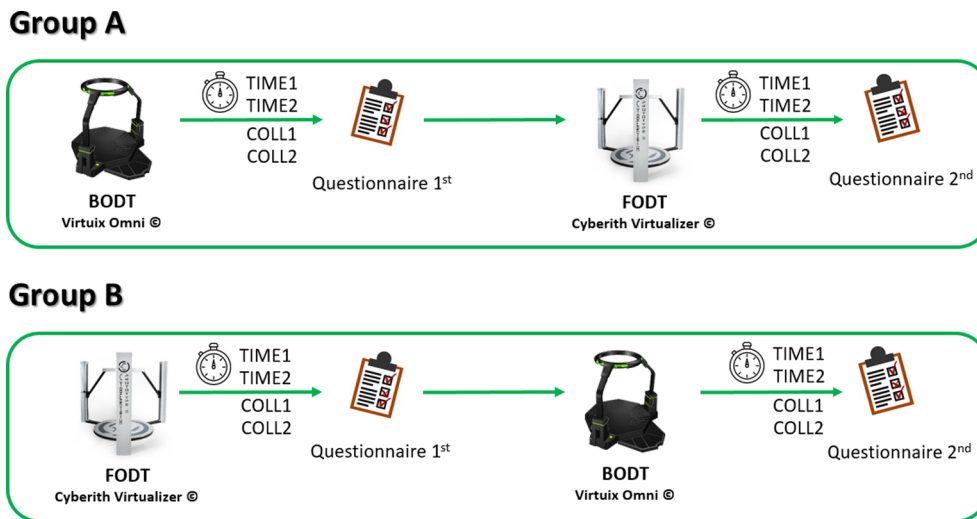 Group A
TIME1
TIME2
COLL1
COLL2
Questionnaire 1st
BODT
Virtuix Omni ©
TIME1
TIME2
COLL1
COLL2
Questionnaire 2nd
FODT
Cyberith Virtualizer ©
Group B
TIME1
TIME2
COLL1
COLL2
Questionnaire 1st
FODT
Cyberith Virtualizer ©
TIME1
TIME2
COLL1
COLL2
Questionnaire 2nd
BODT
Virtuix Omni ©